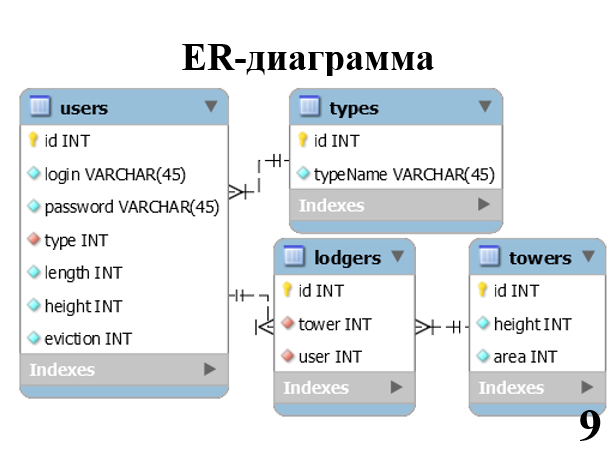 ER-диаграмма
users
id INT
login VARCHAR(45)
password VARCHAR(45)
type INT
length INT
height INT
eviction INT
Indexes
types
id INT
typeName VARCHAR(45)
Indexes
lodgers
id INT
tower INT
user INT
Indexes
towers
id INT
height INT
area INT
Indexes
9